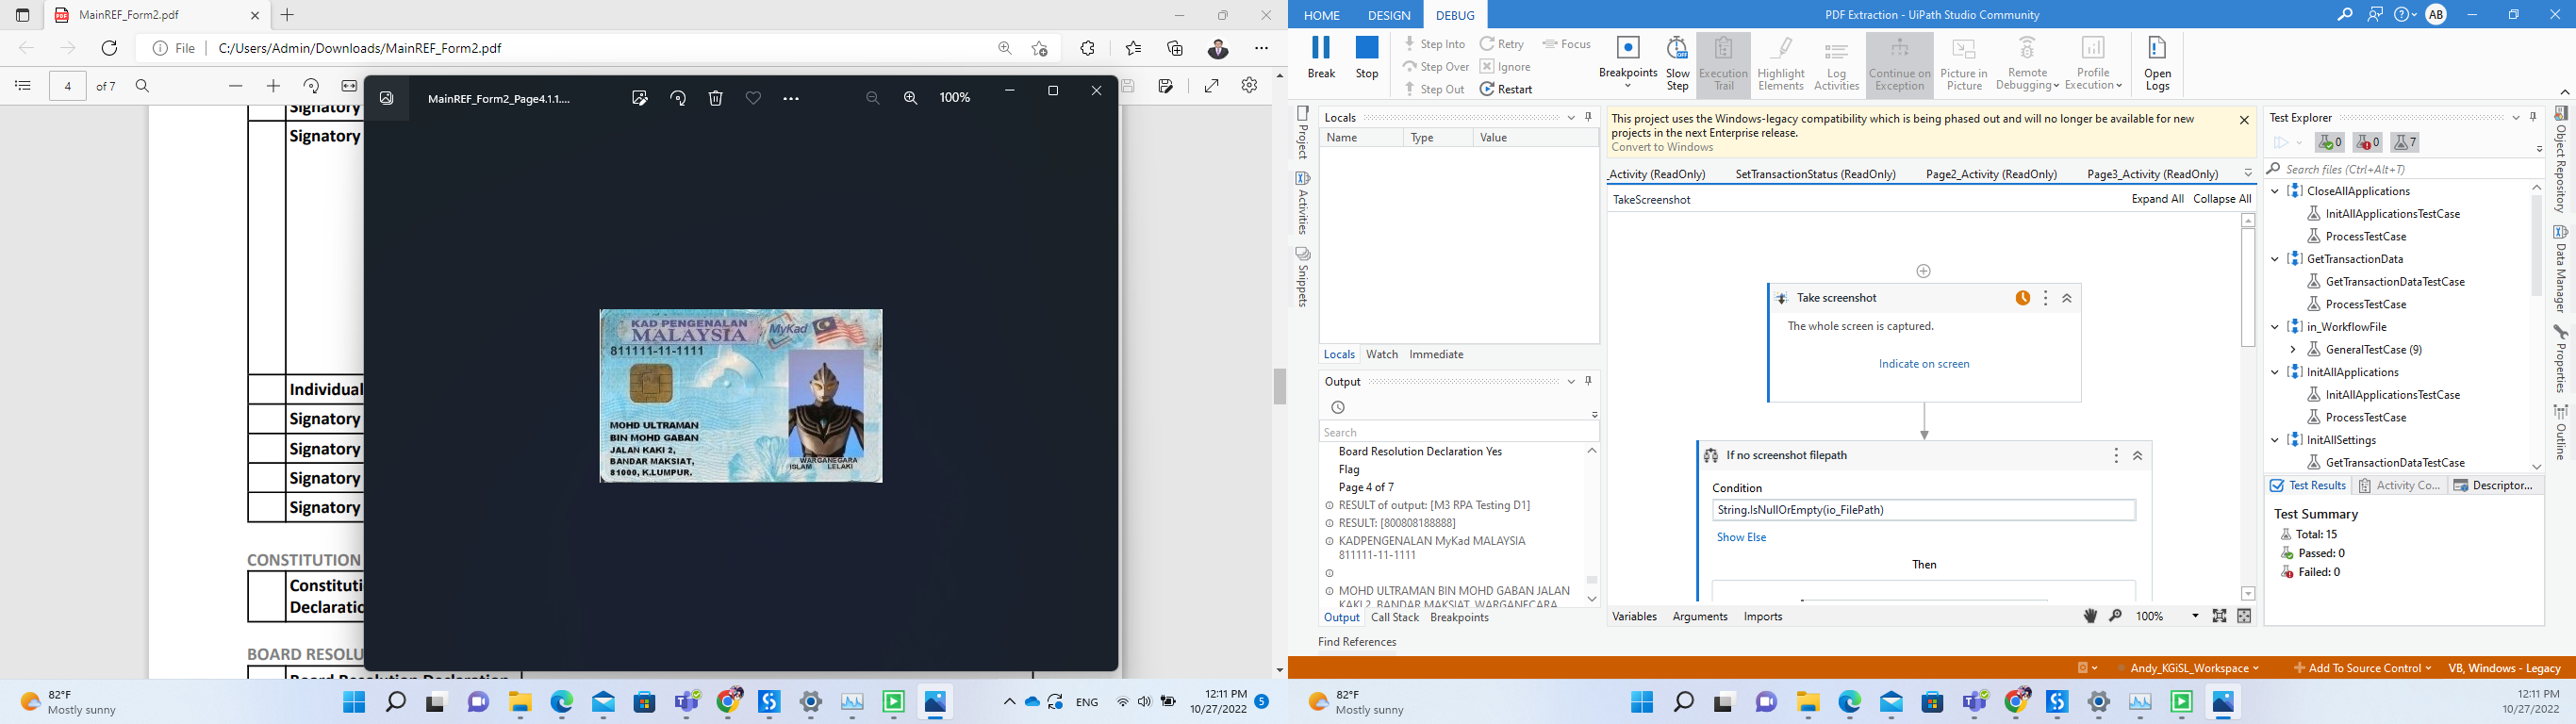 MainREF_Form2.pdf
File
C:/Users/Admin/Downloads/MainREF_Form2.pdf
4
of 7
Signatory
Signatory
Individual
Signatory
Signatory
Signatory
Signatory
CONSTITUTION
Constituti
Declaratio
BOARD RESOLU
Board Resolution Declaration
MainREF_Form2_Page4.1.1....
100%
KAD PENGENALAN
MALAYSIA
MyKad
811111-11-1111
MOHD ULTRAMAN
BIN MOHD GABAN
JALAN KAKI 2,
BANDAR MAKSIAT,
81000, K.LUMPUR.
WARGANEGARA
ISLAM LELAKI
82°F
Mostly sunny
ENG
12:11 PM
10/27/2022
5
HOME
DESIGN
DEBUG
PDF Extraction - UiPath Studio Community
AB
Break
Stop
Step Into
Step Over
Step Out
Retry
Ignore
Restart
Focus
Breakpoints
Slow
Step
Execution
Trail
Highlight
Elements
Log
Activities
Continue on
Exception
Picture in
Picture
Remote
Debugging
Profile
Execution
Open
Logs
Project
Activities
Snippets
Locals
Name
Type
Value
Locals
Watch
Immediate
Output
Search
Board Resolution Declaration Yes
Flag
Page 4 of 7
RESULT of output: [M3 RPA Testing D1]
RESULT: [800808188888]
KADPENGENALAN MyKad MALAYSIA
811111-11-1111
MOHD ULTRAMAN BIN MOHD GABAN JALAN
KAKI 2, BANDAR MAKSIAT, WARGANECARA
Output
Call Stack
Breakpoints
Find References
This project uses the Windows-legacy compatibility which is being phased out and will no longer be available for new
projects in the next Enterprise release.
Convert to Windows
_Activity (ReadOnly)
SetTransactionStatus (ReadOnly)
Page2_Activity (ReadOnly)
Page3_Activity (ReadOnly)
TakeScreenshot
Expand All
Collapse All
Take screenshot
The whole screen is captured.
Indicate on screen
If no screenshot filepath
Condition
String.IsNullOrEmpty(io_FilePath)
Show Else
Then
Variables
Arguments
Imports
100%
Test Explorer
0
0
7
Search files (Ctrl+Alt+T)
CloseAllApplications
InitAllApplicationsTestCase
ProcessTestCase
GetTransactionData
GetTransactionDataTestCase
ProcessTestCase
in_WorkflowFile
GeneralTestCase (9)
InitAllApplications
InitAllApplicationsTestCase
ProcessTestCase
InitAllSettings
GetTransactionDataTestCase
Test Results
Activity Co...
Descriptor...
Test Summary
Total: 15
Passed: 0
Failed: 0
Object Repository
Data Manager
Properties
Outline
Andy_KGiSL_Workspace
Add To Source Control
VB, Windows - Legacy
82°F
Mostly sunny
12:11 PM
10/27/2022